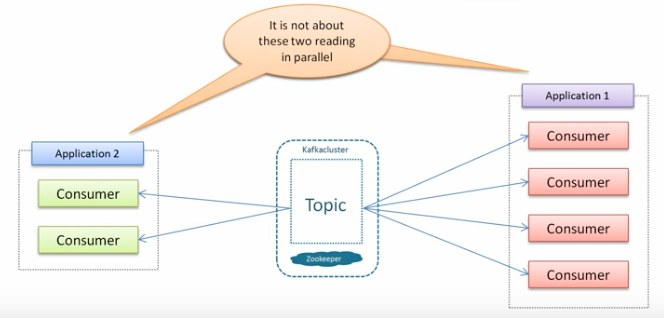 It is not about
these two reading
in parallel
Application 1
Consumer
Consumer
Consumer
Consumer
Kafkacluster
Topic
Zookeeper
Application 2
Consumer
Consumer